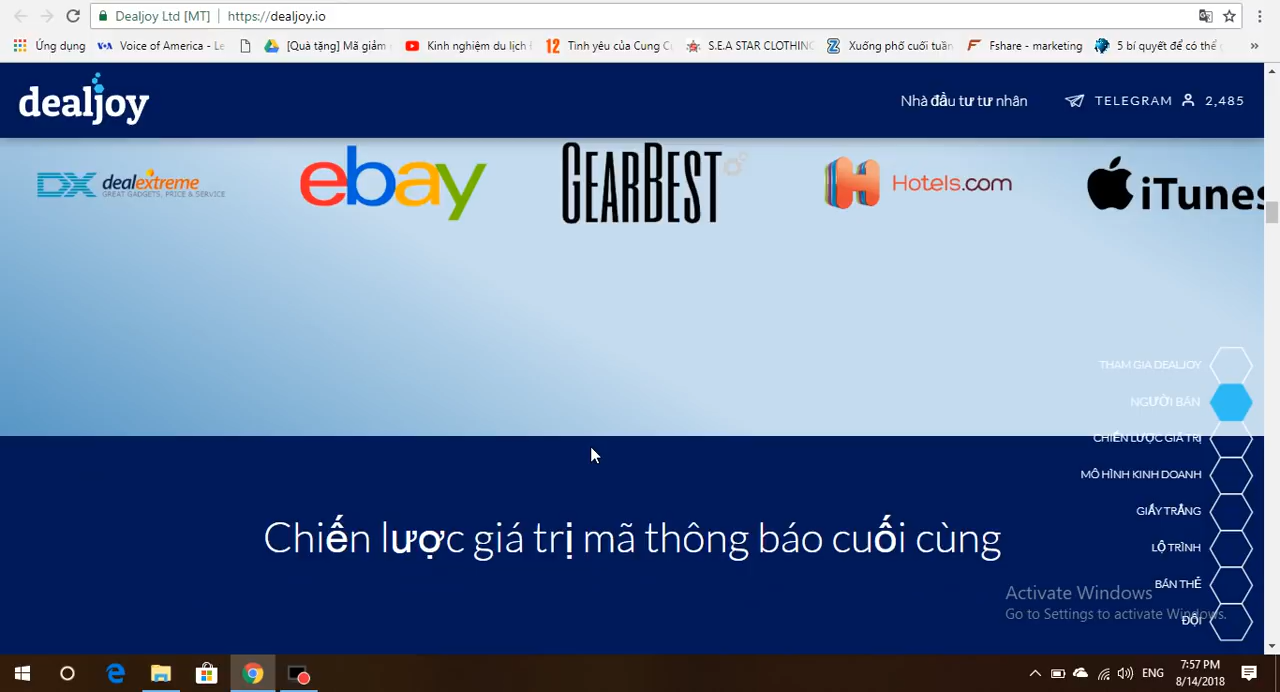 Dealjoy Ltd [MT] https://dealjoy.io
Ứng dụng Voice of America - Le [Quà tặng] Mã giảm Kinh nghiệm du lịch 12 Tình yêu của Cung S.E.A STAR CLOTHING Xuống phố cuối tuần Fshare - marketing 5 bí quyết để có thể
dealjoy Nhà đầu tư tư nhân TELEGRAM 2,485
DX dealextreme ebay GEARBEST Hotels.com iTunes
GREAT GADGETS, PRICE & SERVICE
THAM GIA DEALJOY
NGƯỜI BÁN
CHIẾN LƯỢC GIÁ TRỊ
MÔ HÌNH KINH DOANH
GIẤY TRẮNG
LỘ TRÌNH
BÁN THẺ
ĐỘI
Chiến lược giá trị mã thông báo cuối cùng
Activate Windows
Go to Settings to activate Windows.
ENG 7:57 PM
8/14/2018